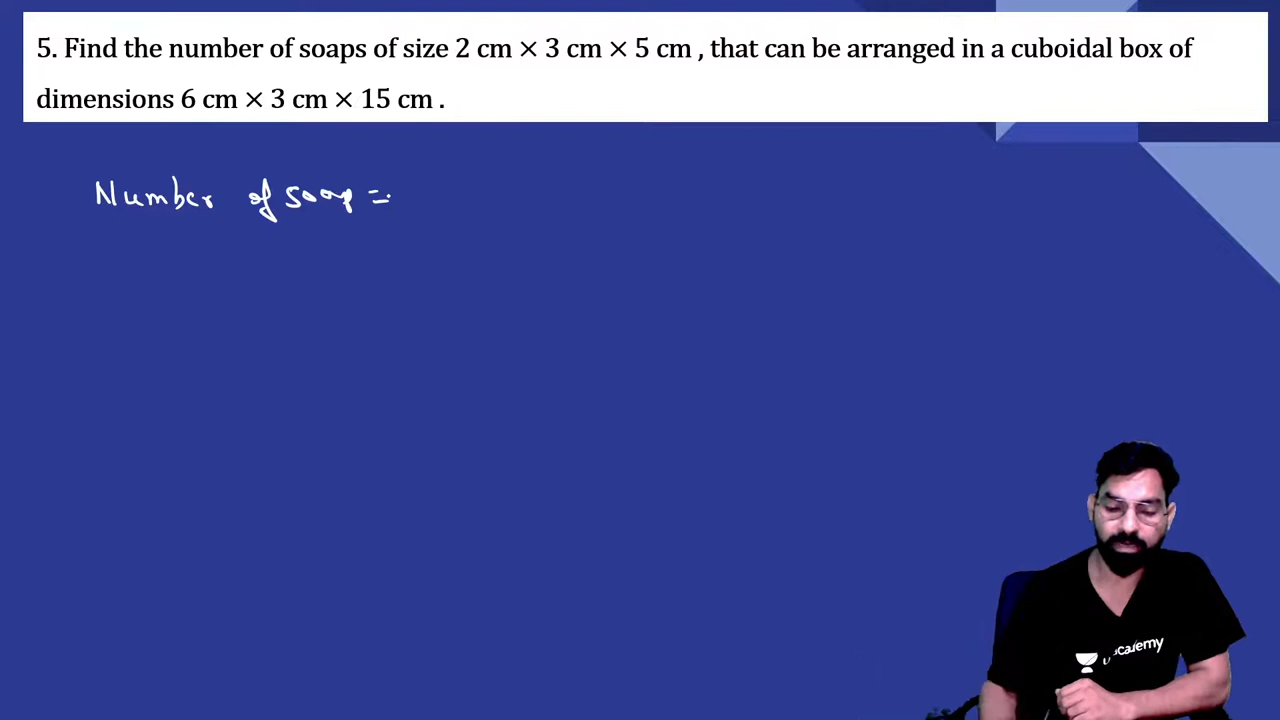 5. Find the number of soaps of size 2 cm × 3 cm × 5 cm , that can be arranged in a cuboidal box of
dimensions 6 cm × 3 cm × 15 cm .
Number of soap =
unacademy